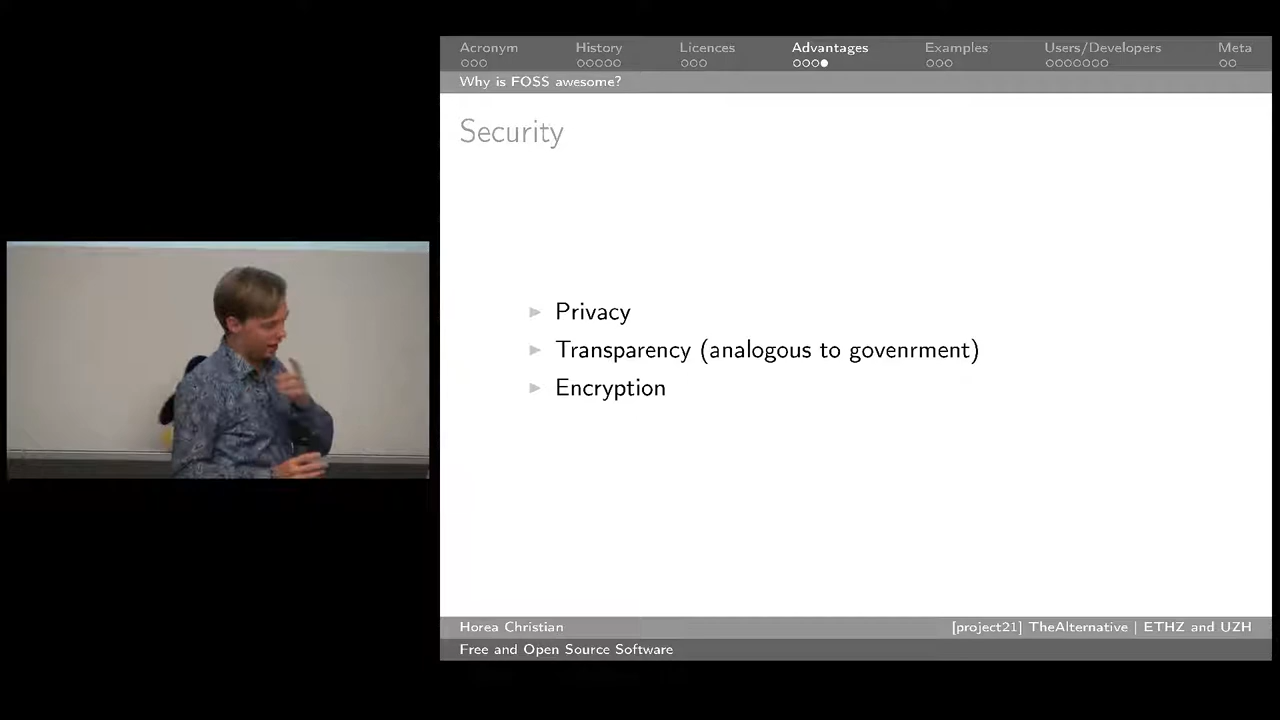 Acronym History Licences Advantages Examples Users/Developers Meta
Why is FOSS awesome?
Security
Privacy
Transparency (analogous to govenrment)
Encryption
Horea Christian [project21] TheAlternative | ETHZ and UZH
Free and Open Source Software